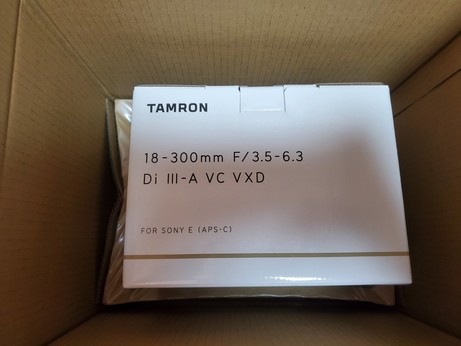 TAMRON
18-300mm F/3.5-6.3
Di III-A VC VXD
FOR SONY E (APS-C)